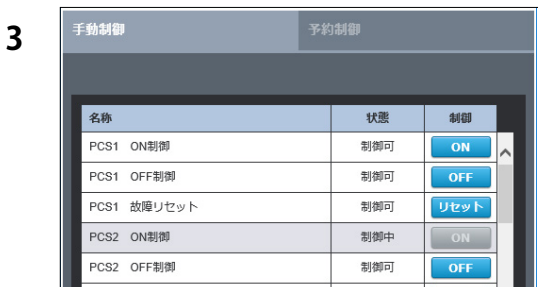 3
手動制御 予約制御
名称 状態 制御
PCS1 ON制御 制御可 ON
PCS1 OFF制御 制御可 OFF
PCS1 故障リセット 制御可 リセット
PCS2 ON制御 制御中 ON
PCS2 OFF制御 制御可 OFF